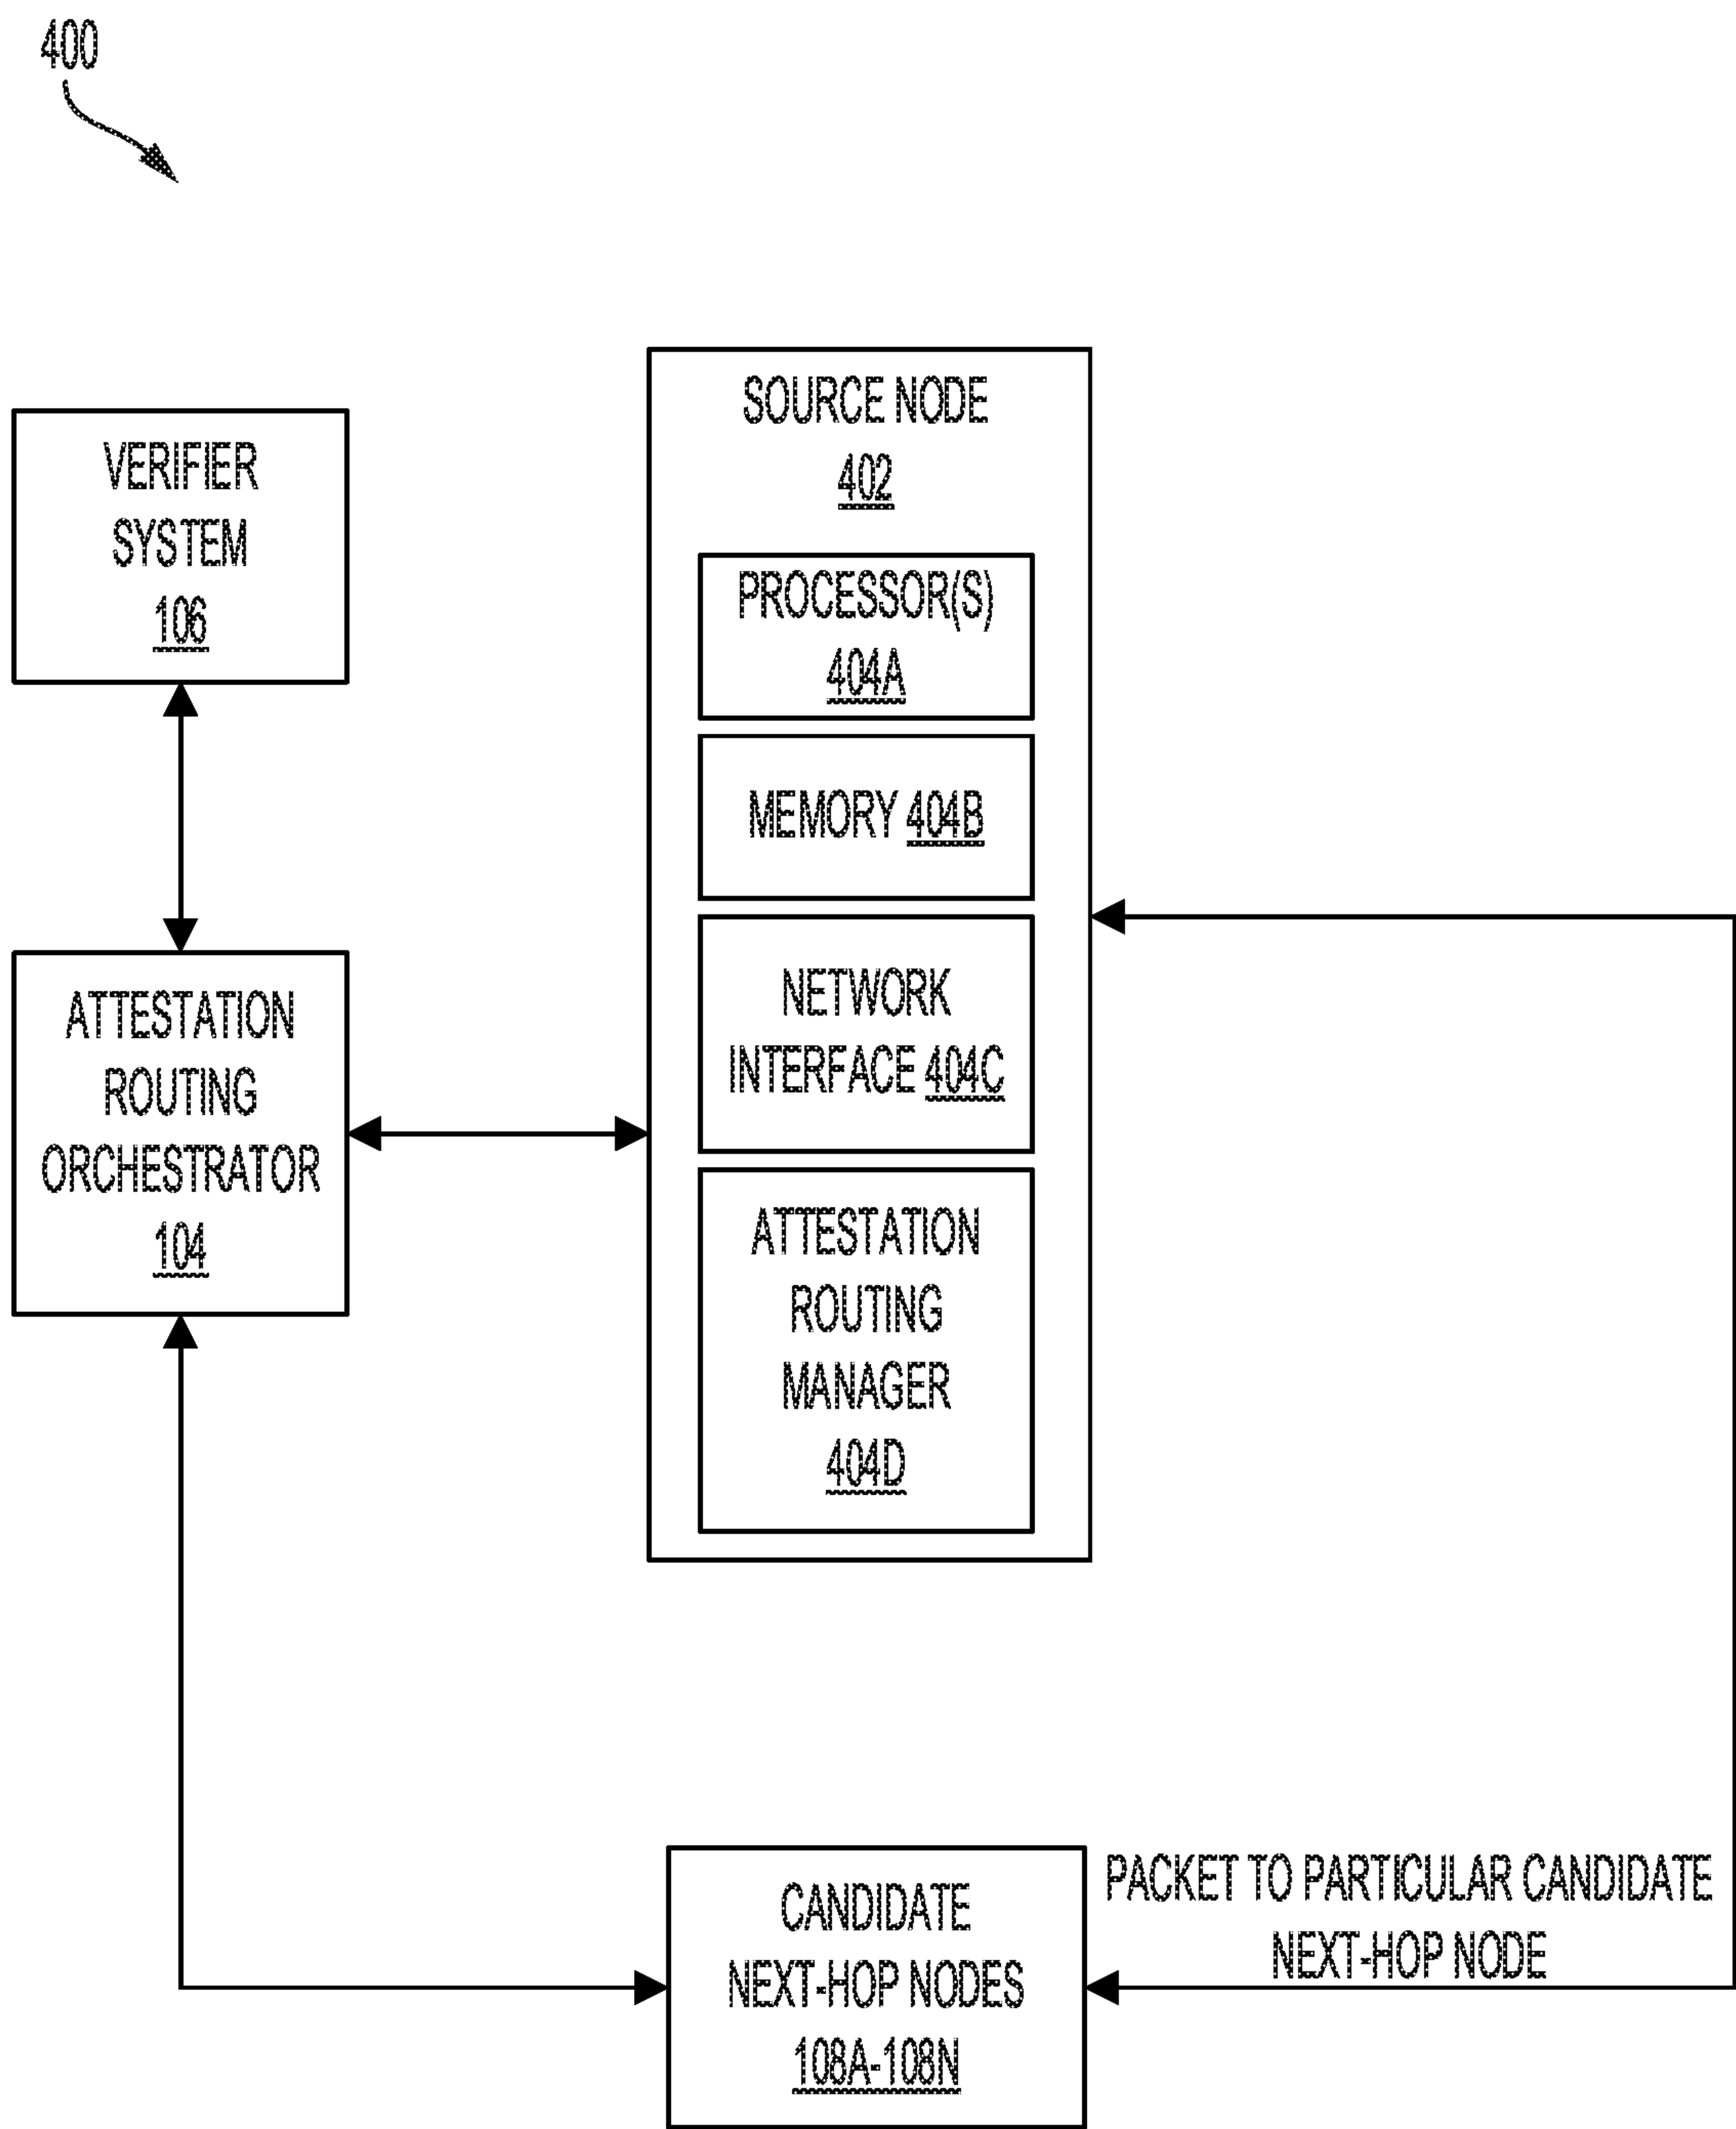 400
VERIFIER
SYSTEM
106
ATTESTATION
ROUTING
ORCHESTRATOR
104
SOURCE NODE
402
PROCESSOR(S)
404A
MEMORY 404B
NETWORK
INTERFACE 404C
ATTESTATION
ROUTING
MANAGER
404D
CANDIDATE
NEXT-HOP NODES
108A-108N
PACKET TO PARTICULAR CANDIDATE
NEXT-HOP NODE